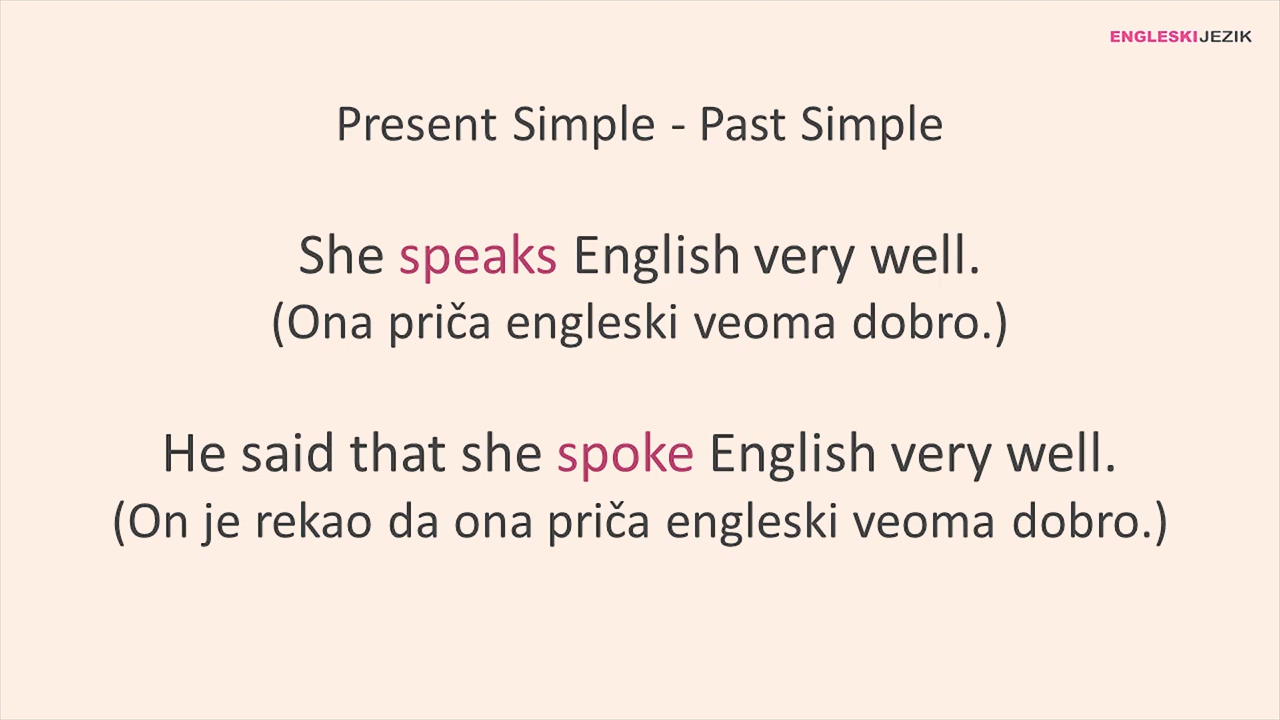 ENGLESKIJEZIK
Present Simple - Past Simple
She speaks English very well.
(Ona priča engleski veoma dobro.)
He said that she spoke English very well.
(On je rekao da ona priča engleski veoma dobro.)